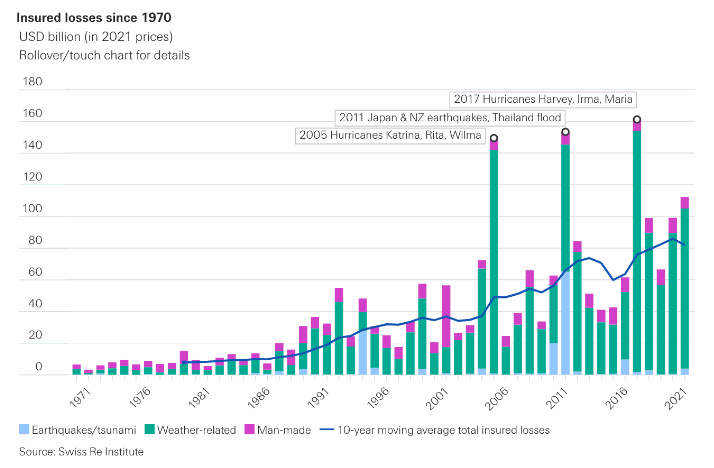 Insured losses since 1970
USD billion (in 2021 prices)
Rollover/touch chart for details
180
160
140
120
100
80
60
40
20
0
2017 Hurricanes Harvey, Irma, Maria
2011 Japan & NZ earthquakes, Thailand flood
2005 Hurricanes Katrina, Rita, Wilma
1971 1976 1981 1986 1991 1996 2001 2006 2011 2016 2021
Earthquakes/tsunami Weather-related Man-made 10-year moving average total insured losses
Source: Swiss Re Institute